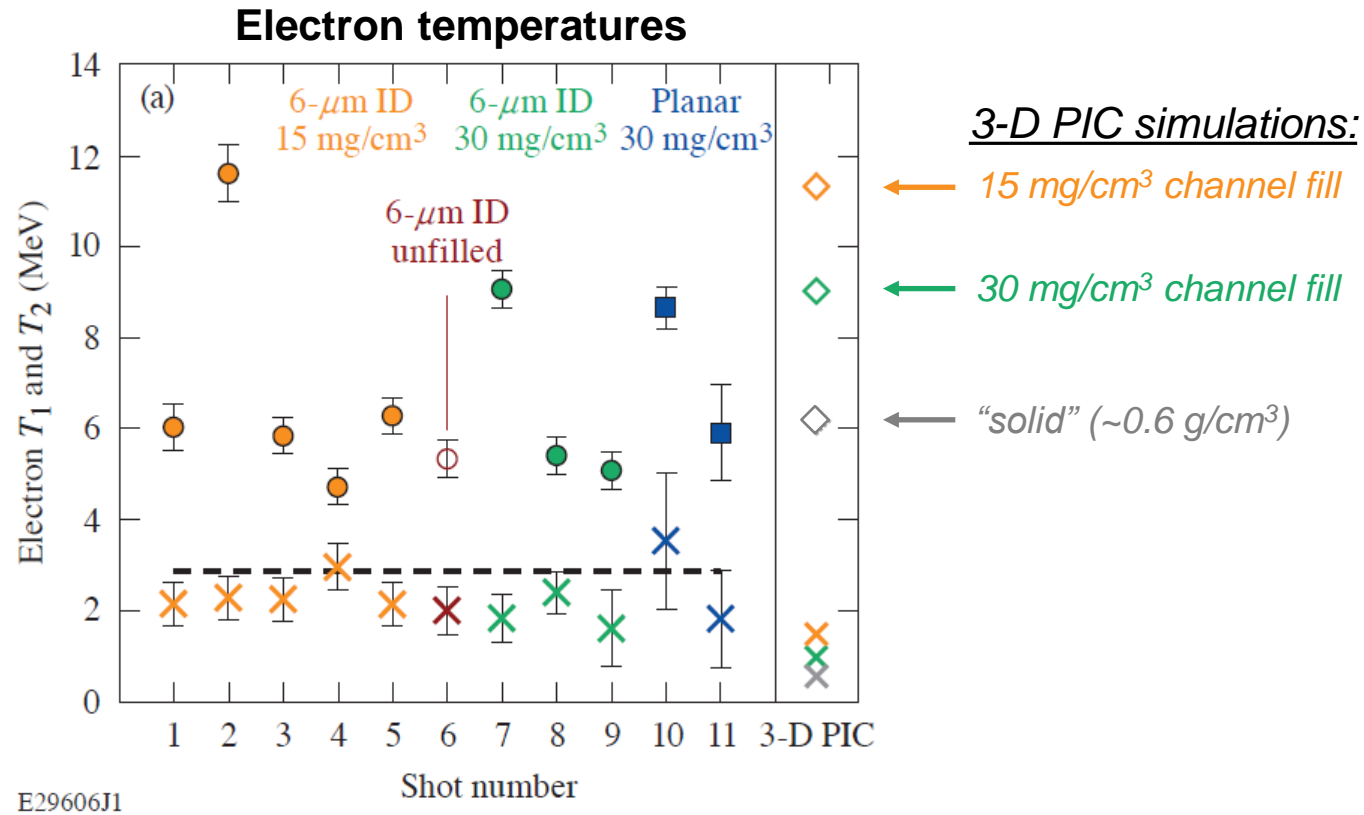 Electron temperatures
Electron T1 and T2 (MeV)
14
12
10
8
6
4
2
0
(a)
6-μm ID
15 mg/cm³
6-μm ID
30 mg/cm³
Planar
30 mg/cm³
6-μm ID
unfilled
1 2 3 4 5 6 7 8 9 10 11 3-D PIC
Shot number
E29606J1
3-D PIC simulations:
15 mg/cm³ channel fill
30 mg/cm³ channel fill
“solid” (~0.6 g/cm³)